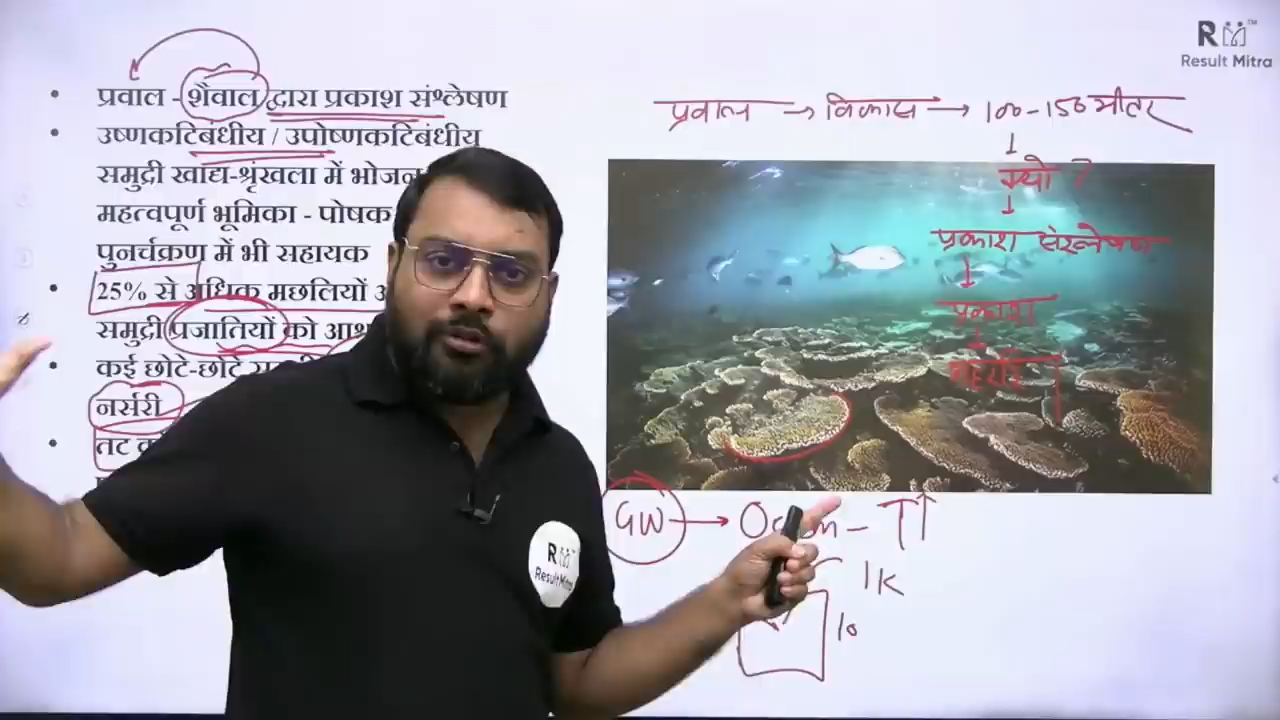 R TM
Result Mitra
प्रवाल - शैवाल द्वारा प्रकाश संश्लेषण
उष्णकटिबंधीय / उपोष्णकटिबंधीय
समुद्री खाद्य-श्रृंखला में भोजन
महत्वपूर्ण भूमिका - पोषक
पुनर्चक्रण में भी सहायक
25% से अधिक मछलियों
समुद्री प्रजातियों को
कई छोटे-छोटे
नर्सरी
तट
प्रवाल → विकास → 100-150 मीटर
↓
क्यो ?
↓
प्रकाश संश्लेषण
↓
प्रकाश
↓
गहराई
GW → Ocean - T↑
1K
10
R TM
Result Mitra